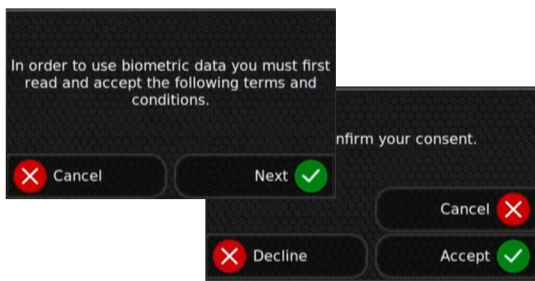 In order to use biometric data you must first
read and accept the following terms and
conditions.
Cancel
Next
your consent.
Cancel
Decline
Accept